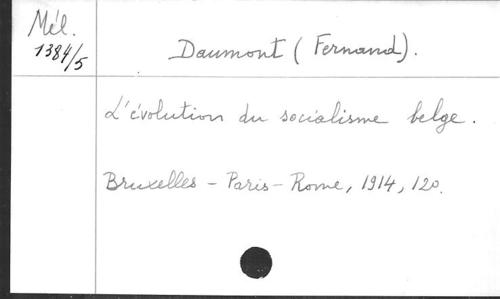 Mél.
1384/5
Daumont (Fernand).
L'évolution du socialisme belge.
Bruxelles - Paris - Rome, 1914, 12o.